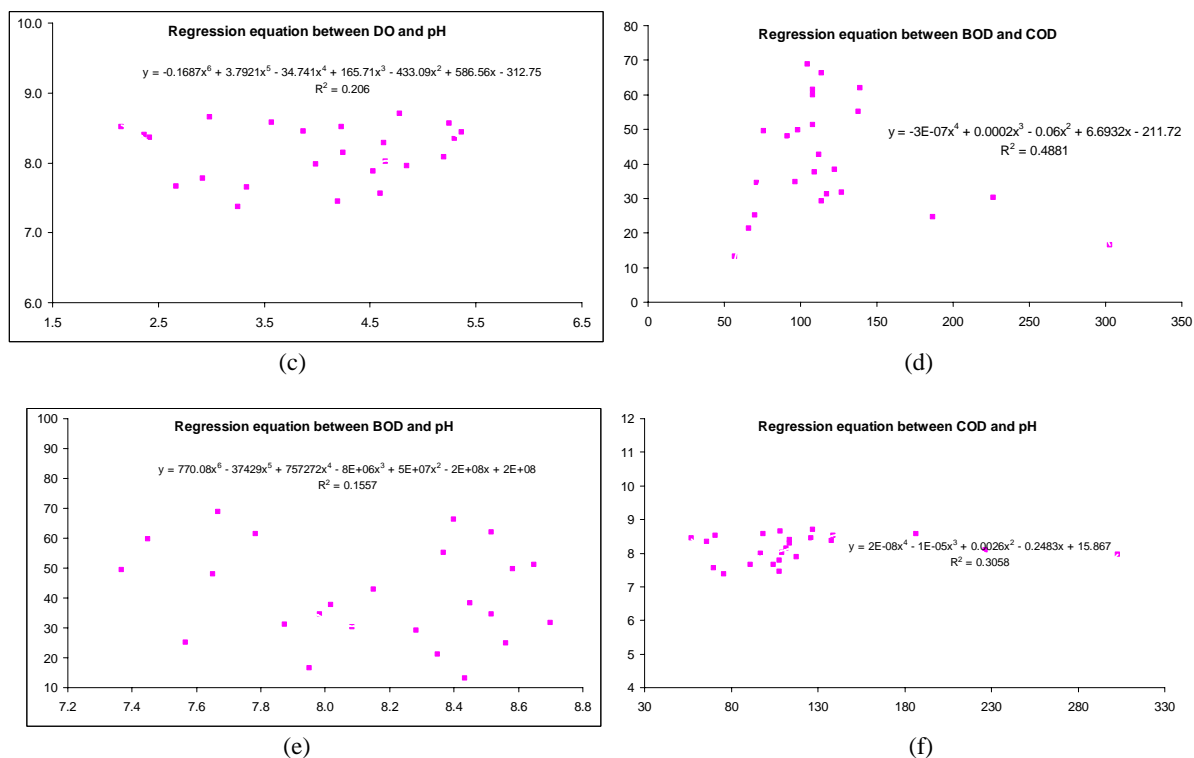 Regression equation between DO and pH
y = -0.1687x⁶ + 3.7921x⁵ - 34.741x⁴ + 165.71x³ - 433.09x² + 586.56x - 312.75
R² = 0.206
10.0
9.0
8.0
7.0
6.0
1.5 2.5 3.5 4.5 5.5 6.5
(c)
Regression equation between BOD and COD
y = -3E-07x⁴ + 0.0002x³ - 0.06x² + 6.6932x - 211.72
R² = 0.4881
80
70
60
50
40
30
20
10
0
0 50 100 150 200 250 300 350
(d)
Regression equation between BOD and pH
y = 770.08x⁶ - 37429x⁵ + 757272x⁴ - 8E+06x³ + 5E+07x² - 2E+08x + 2E+08
R² = 0.1557
100
90
80
70
60
50
40
30
20
10
7.2 7.4 7.6 7.8 8.0 8.2 8.4 8.6 8.8
(e)
Regression equation between COD and pH
y = 2E-08x⁴ - 1E-05x³ + 0.0026x² - 0.2483x + 15.867
R² = 0.3058
12
11
10
9
8
7
6
5
4
30 80 130 180 230 280 330
(f)